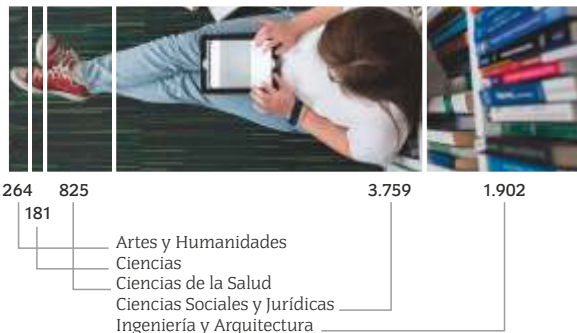 264 825 3.759 1.902
181
Artes y Humanidades
Ciencias
Ciencias de la Salud
Ciencias Sociales y Jurídicas
Ingeniería y Arquitectura